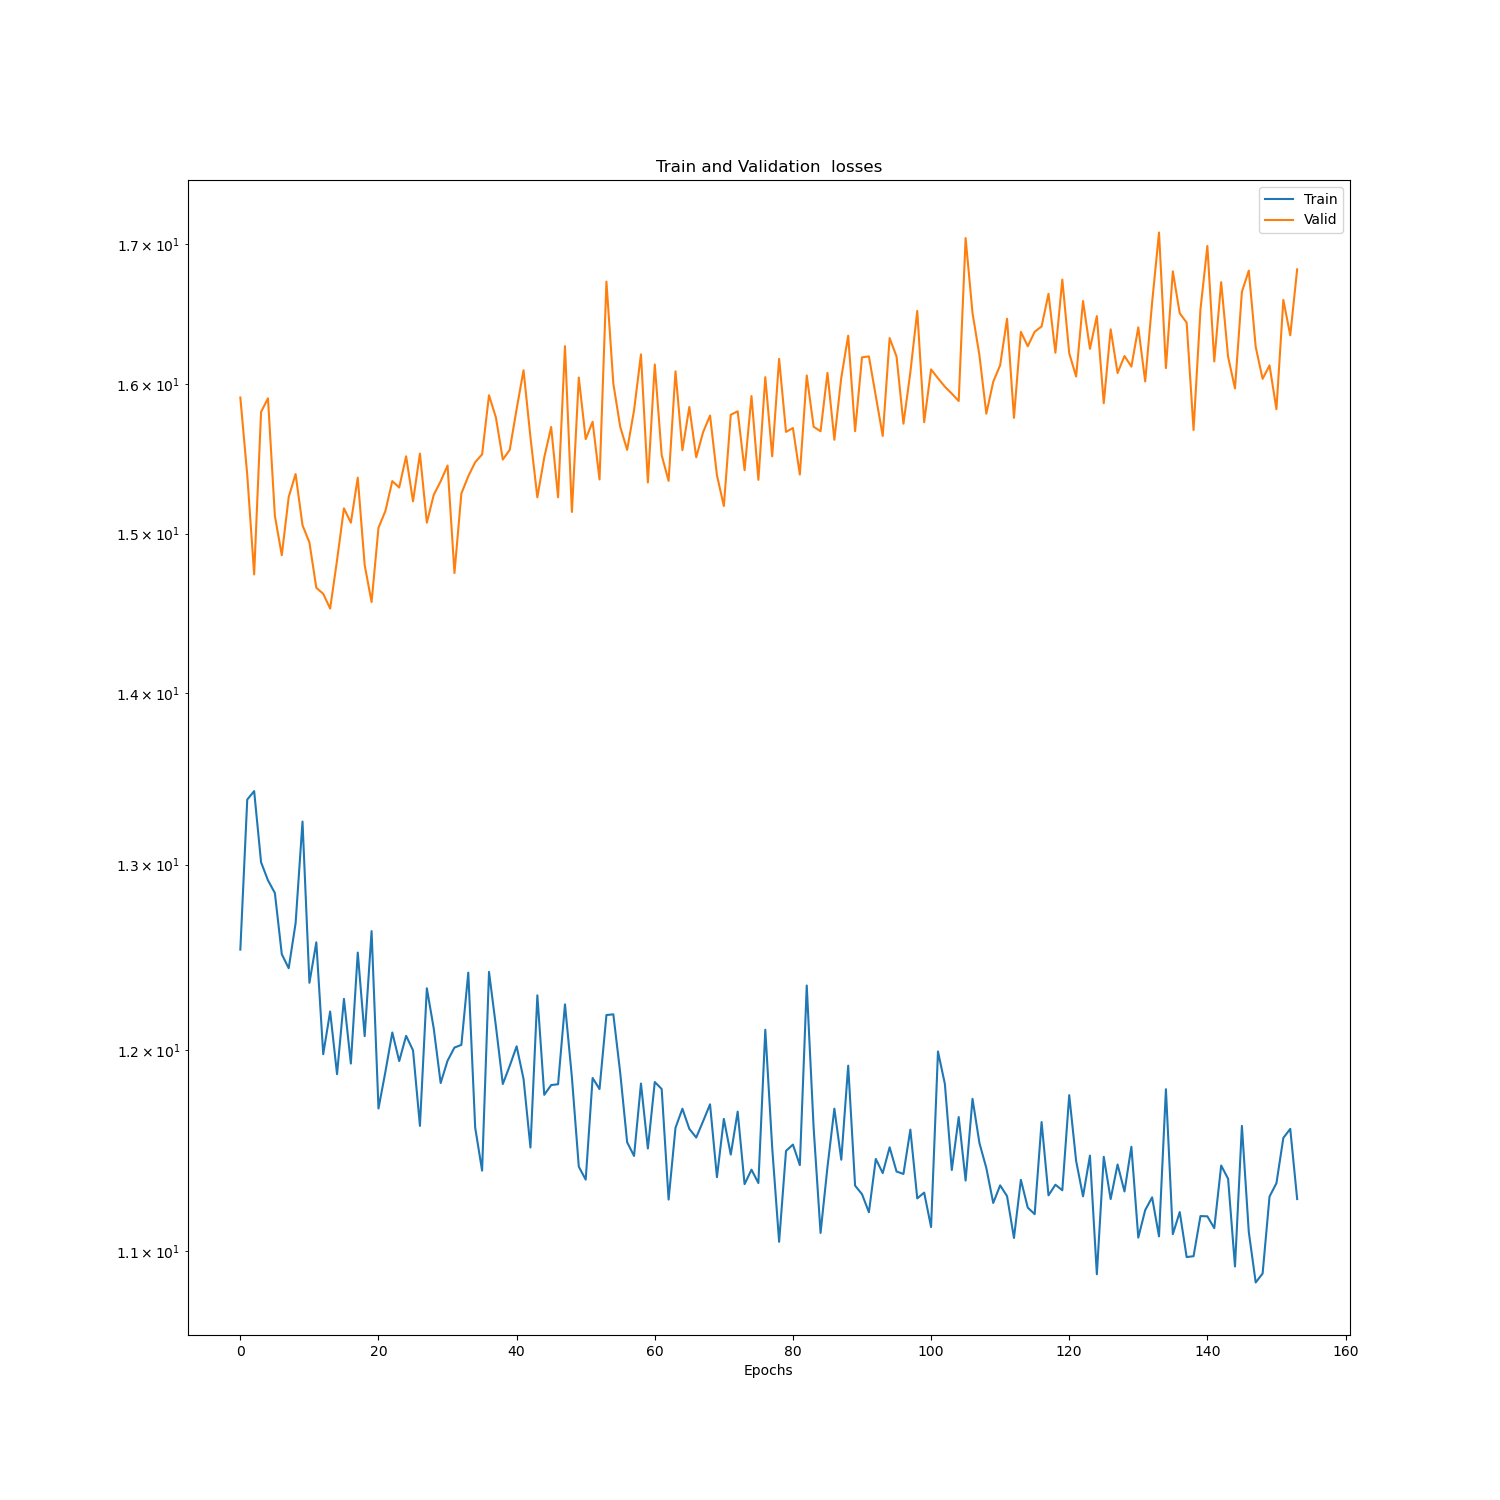 Train and Validation  losses
Train
Valid
1.7 × 10¹
1.6 × 10¹
1.5 × 10¹
1.4 × 10¹
1.3 × 10¹
1.2 × 10¹
1.1 × 10¹
0 20 40 60 80 100 120 140 160
Epochs